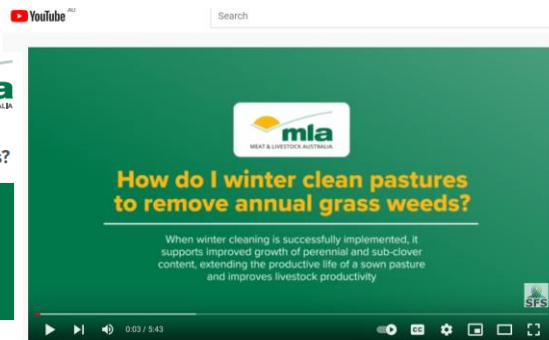 YouTube AU
Search
a
ALIA
s?
mla
MEAT & LIVESTOCK AUSTRALIA
How do I winter clean pastures
to remove annual grass weeds?
When winter cleaning is successfully implemented, it
supports improved growth of perennial and sub-clover
content, extending the productive life of a sown pasture
and improves livestock productivity
SFS
0:03 / 5:43
CC